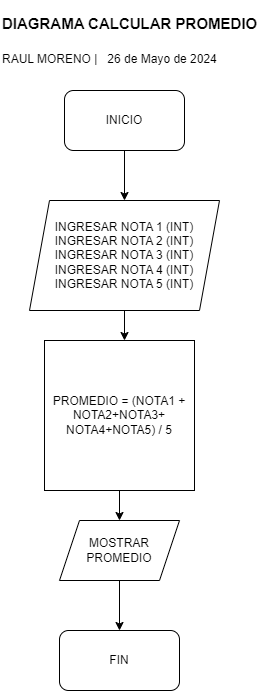 DIAGRAMA CALCULAR PROMEDIO
RAUL MORENO | 26 de Mayo de 2024
INICIO
INGRESAR NOTA 1 (INT)
INGRESAR NOTA 2 (INT)
INGRESAR NOTA 3 (INT)
INGRESAR NOTA 4 (INT)
INGRESAR NOTA 5 (INT)
PROMEDIO = (NOTA1 +
NOTA2+NOTA3+
NOTA4+NOTA5) / 5
MOSTRAR
PROMEDIO
FIN